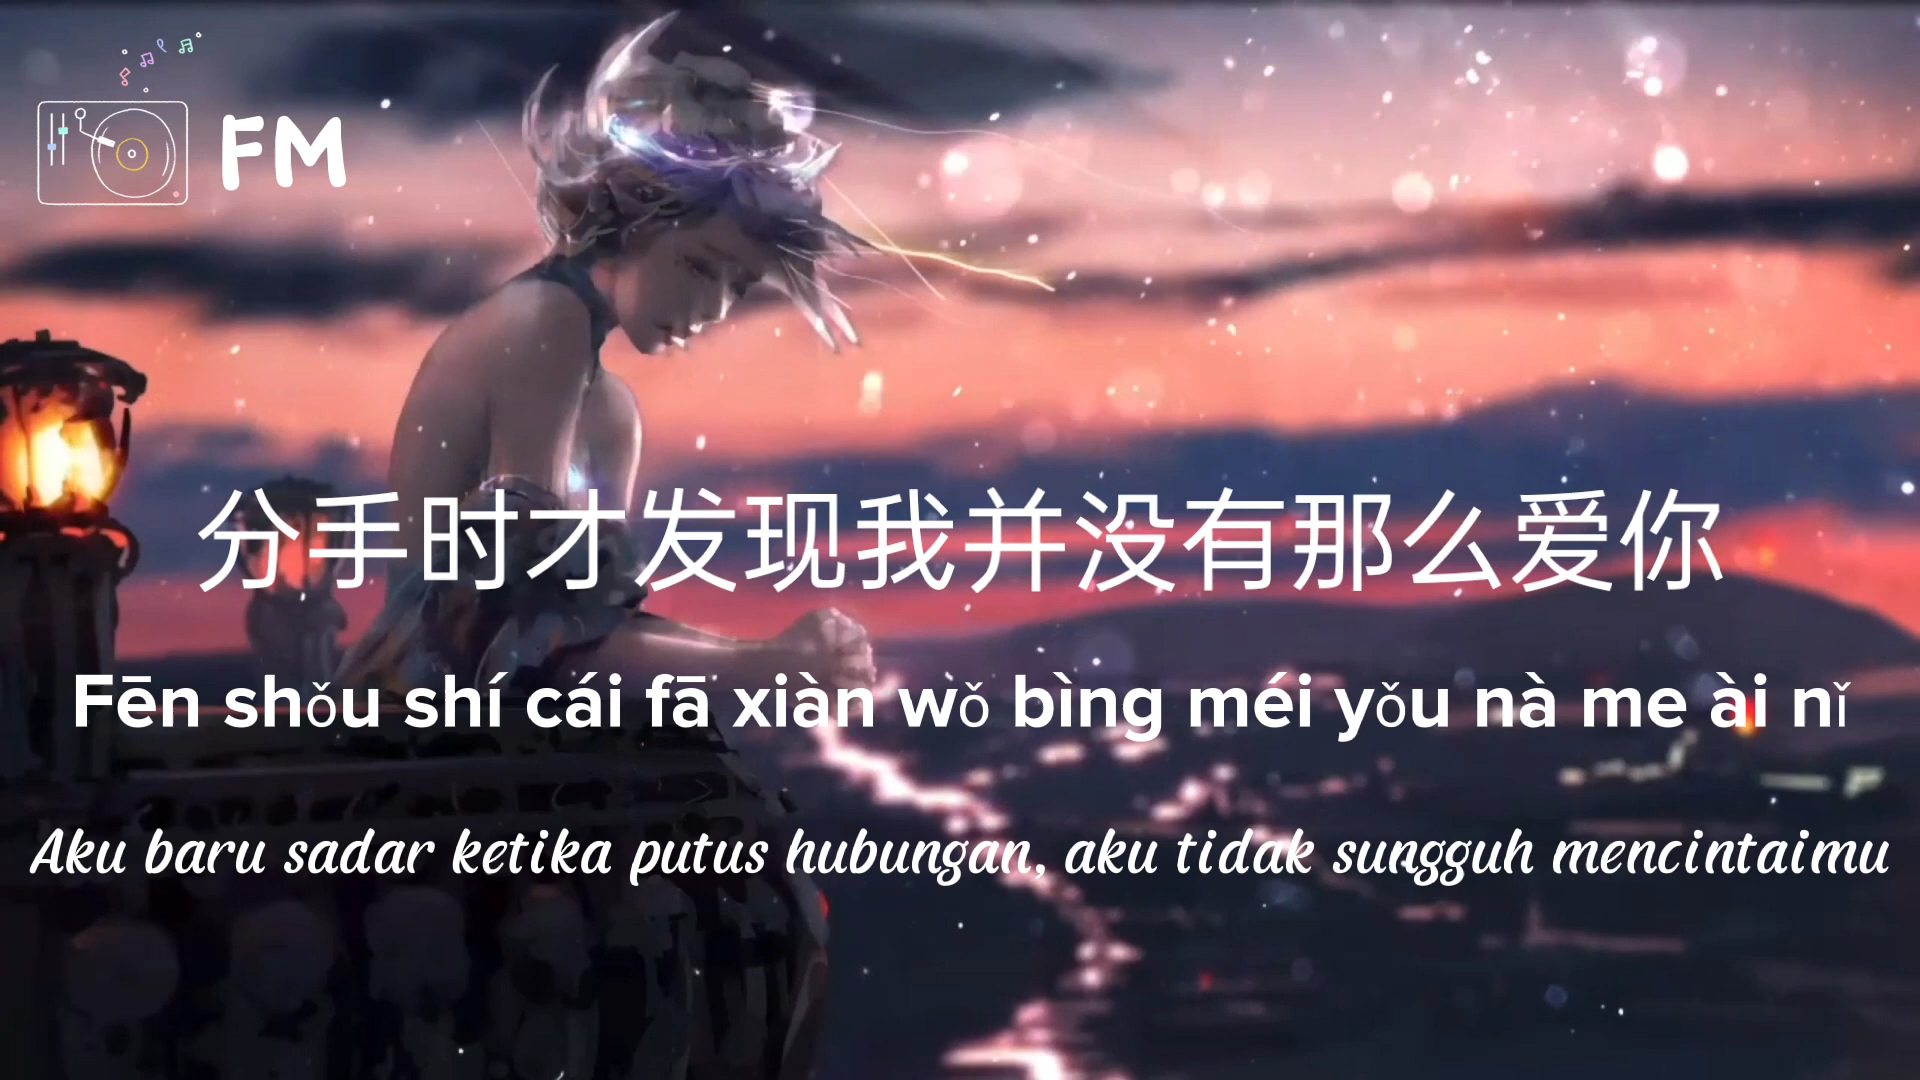 FM
分手时才发现我并没有那么爱你
Fēn shǒu shí cái fā xiàn wǒ bìng méi yǒu nà me ài nǐ
Aku baru sadar ketika putus hubungan, aku tidak sungguh mencintaimu